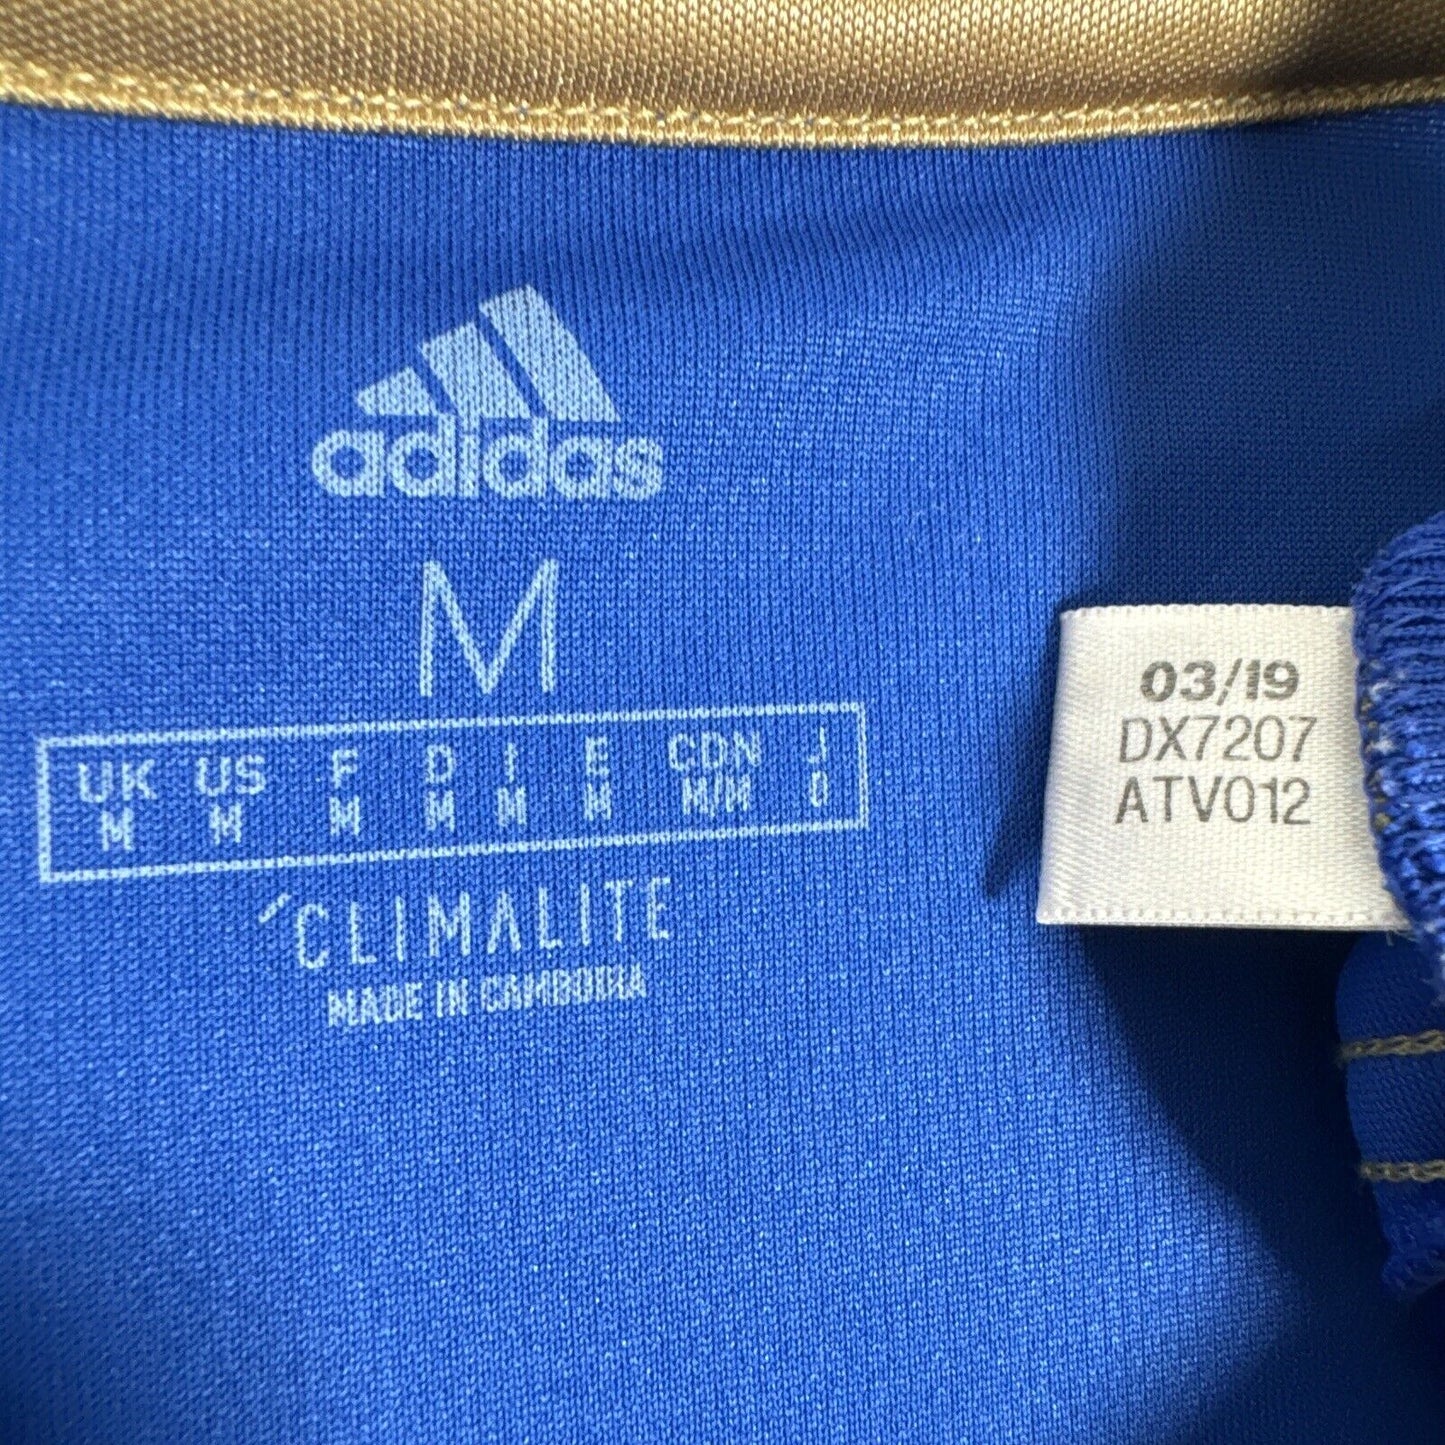 adidas
M
UK US F D I E CDN J
M M M M M M M/M O
CLIMALITE
MADE IN CAMBODIA
03/19
DX7207
ATV012